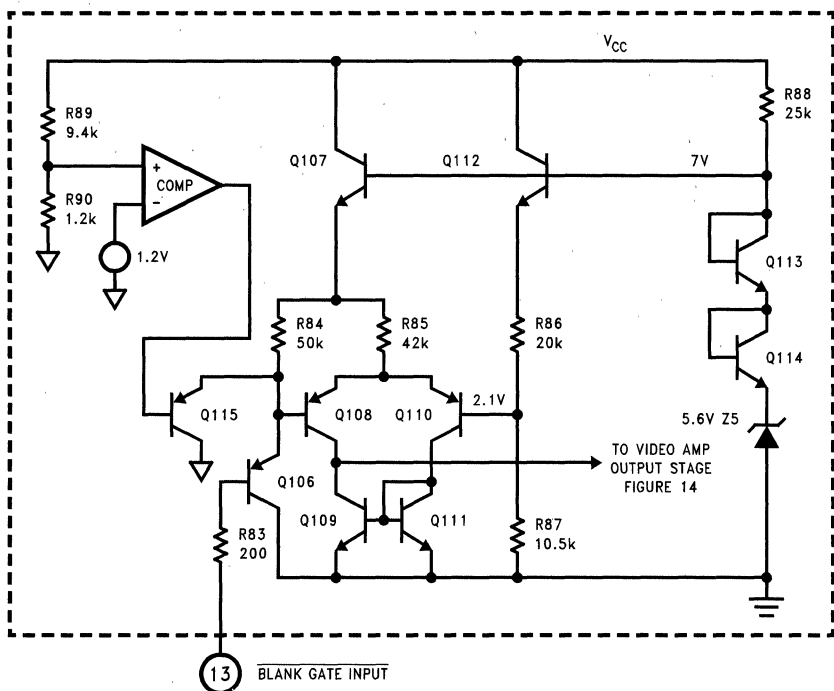 VCC
R89
9.4k
R88
25k
Q107
Q112
7V
COMP
+
-
R90
1.2k
1.2V
Q113
R84
50k
R85
42k
R86
20k
Q114
Q115
Q108
Q110
2.1V
5.6V Z5
TO VIDEO AMP
OUTPUT STAGE
FIGURE 14
Q106
R83
200
Q109
Q111
R87
10.5k
13
BLANK GATE INPUT